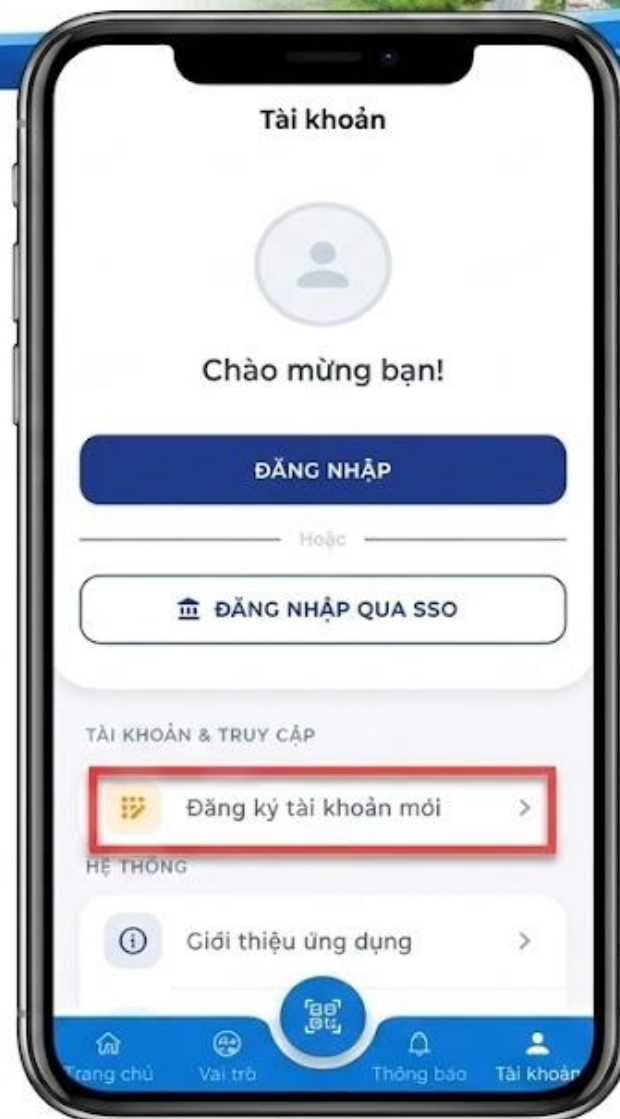 Tài khoản
Chào mừng bạn!
ĐĂNG NHẬP
Hoặc
ĐĂNG NHẬP QUA SSO
TÀI KHOẢN & TRUY CẬP
Đăng ký tài khoản mới
HỆ THỐNG
Giới thiệu ứng dụng
Trang chủ Vai trò Thông báo Tài khoản